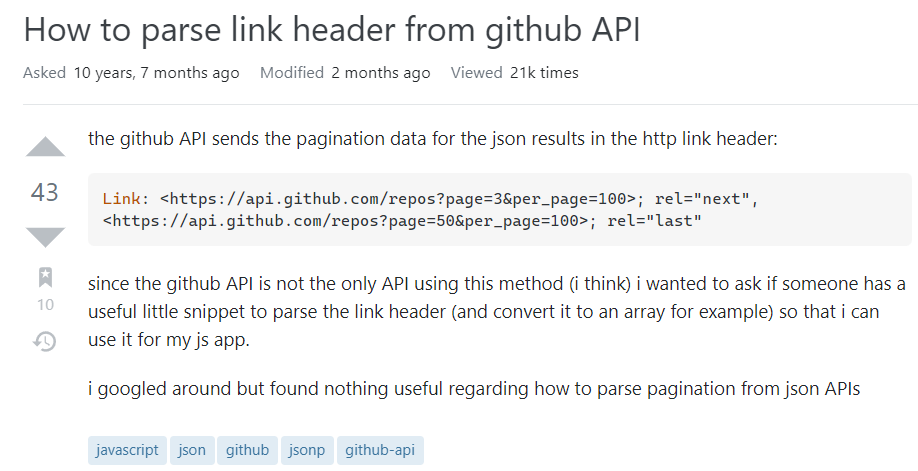 How to parse link header from github API
Asked 10 years, 7 months ago Modified 2 months ago Viewed 21k times
the github API sends the pagination data for the json results in the http link header:
43
Link: <https://api.github.com/repos?page=3&per_page=100>; rel="next",
<https://api.github.com/repos?page=50&per_page=100>; rel="last"
since the github API is not the only API using this method (i think) i wanted to ask if someone has a
10
useful little snippet to parse the link header (and convert it to an array for example) so that i can
use it for my js app.
i googled around but found nothing useful regarding how to parse pagination from json APIs
javascript json github jsonp github-api